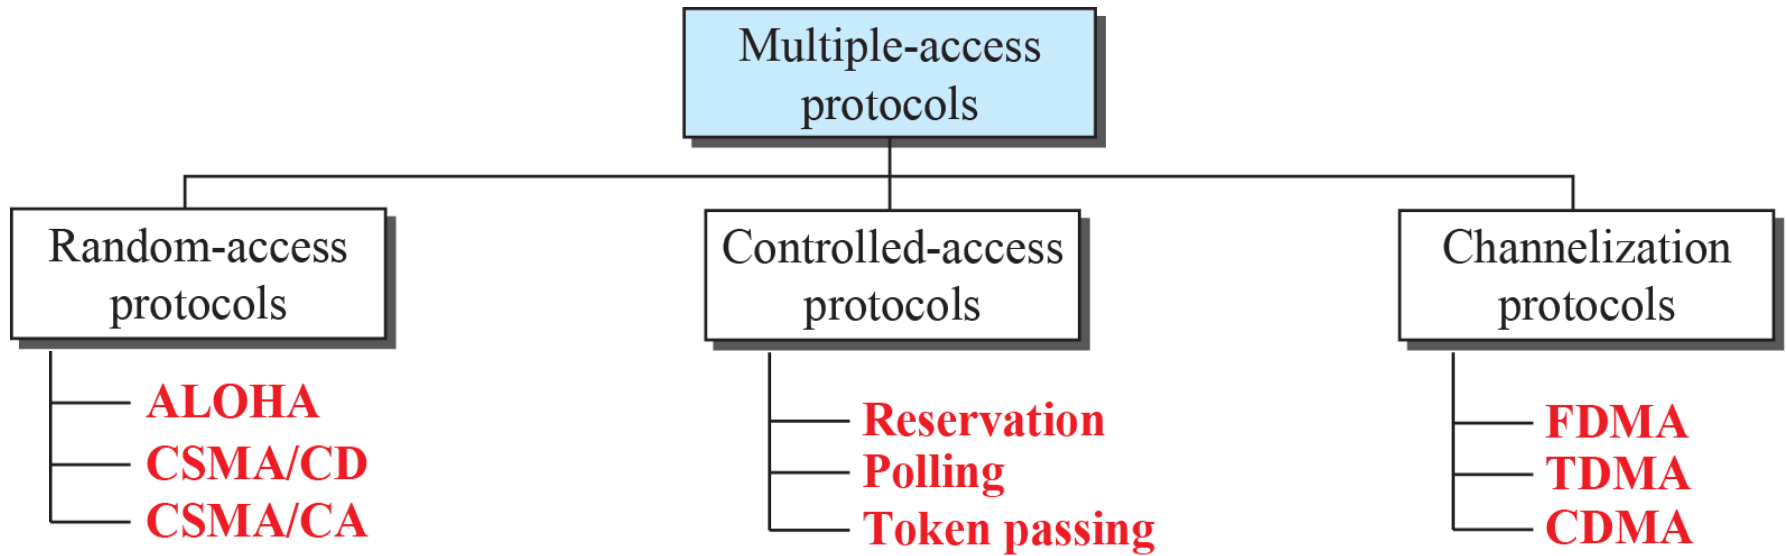 Multiple-access
protocols
Random-access
protocols
ALOHA
CSMA/CD
CSMA/CA
Controlled-access
protocols
Reservation
Polling
Token passing
Channelization
protocols
FDMA
TDMA
CDMA